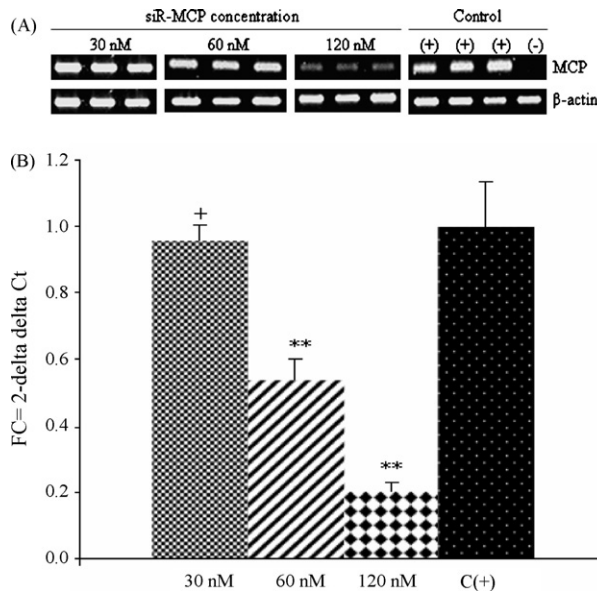 (A)
siR-MCP concentration
Control
30 nM
60 nM
120 nM
(+)
(+)
(+)
(-)
MCP
β-actin
(B)
1.2
1.0
0.8
0.6
0.4
0.2
0.0
FC= 2-delta delta Ct
+
**
**
30 nM
60 nM
120 nM
C(+)